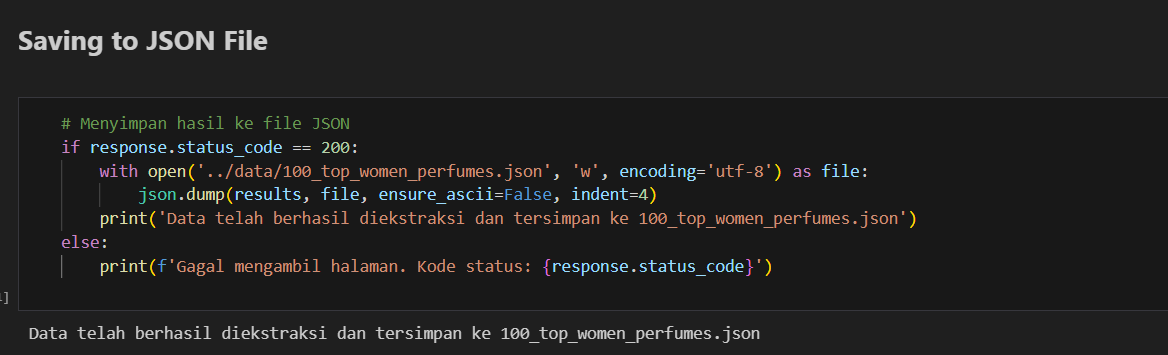 Saving to JSON File
# Menyimpan hasil ke file JSON
if response.status_code == 200:
    with open('../data/100_top_women_perfumes.json', 'w', encoding='utf-8') as file:
        json.dump(results, file, ensure_ascii=False, indent=4)
    print('Data telah berhasil diekstraksi dan tersimpan ke 100_top_women_perfumes.json')
else:
    print(f'Gagal mengambil halaman. Kode status: {response.status_code}')
]
Data telah berhasil diekstraksi dan tersimpan ke 100_top_women_perfumes.json